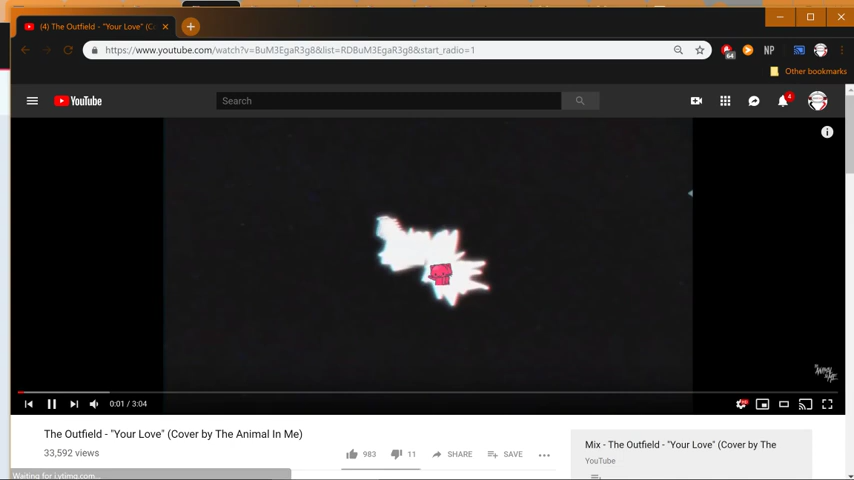 (4) The Outfield - "Your Love" (C
https://www.youtube.com/watch?v=BuM3EgaR3g8&list=RDBuM3EgaR3g8&start_radio=1
64
NP
Other bookmarks
YouTube
Search
4
0:01 / 3:04
The Outfield - "Your Love" (Cover by The Animal In Me)
33,592 views
983
11
SHARE
SAVE
Mix - The Outfield - "Your Love" (Cover by The
YouTube
Waiting for i.ytimg.com...